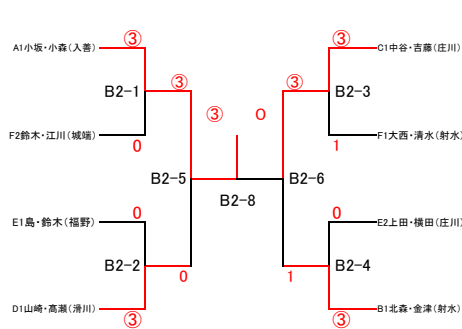 A1小坂・小森(入善) ③ ③ C1中谷・吉藤(庄川)
B2-1 ③ ③ B2-3
③ 0
F2鈴木・江川(城端) 0 1 F1大西・清水(射水)
B2-5 B2-6
B2-8
E1島・鈴木(福野) 0 0 E2上田・横田(庄川)
B2-2 0 1 B2-4
D1山崎・高瀬(滑川) ③ ③ B1北森・金津(射水)